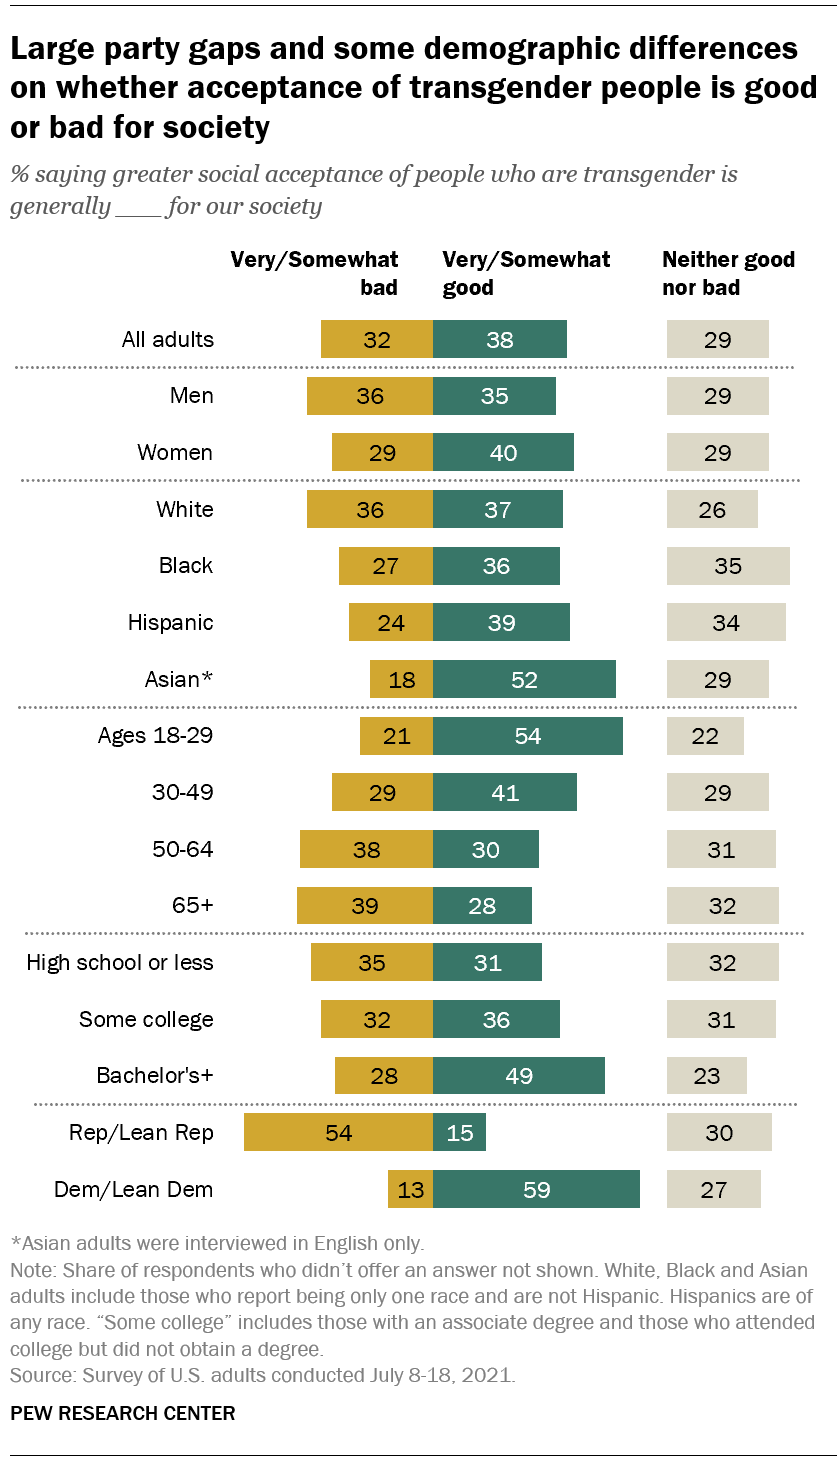 Large party gaps and some demographic differences
on whether acceptance of transgender people is good
or bad for society
% saying greater social acceptance of people who are transgender is
generally ___ for our society
Very/Somewhat bad Very/Somewhat good Neither good nor bad
All adults 32 38 29
Men 36 35 29
Women 29 40 29
White 36 37 26
Black 27 36 35
Hispanic 24 39 34
Asian* 18 52 29
Ages 18-29 21 54 22
30-49 29 41 29
50-64 38 30 31
65+ 39 28 32
High school or less 35 31 32
Some college 32 36 31
Bachelor's+ 28 49 23
Rep/Lean Rep 54 15 30
Dem/Lean Dem 13 59 27
*Asian adults were interviewed in English only.
Note: Share of respondents who didn’t offer an answer not shown. White, Black and Asian
adults include those who report being only one race and are not Hispanic. Hispanics are of
any race. “Some college” includes those with an associate degree and those who attended
college but did not obtain a degree.
Source: Survey of U.S. adults conducted July 8-18, 2021.
PEW RESEARCH CENTER